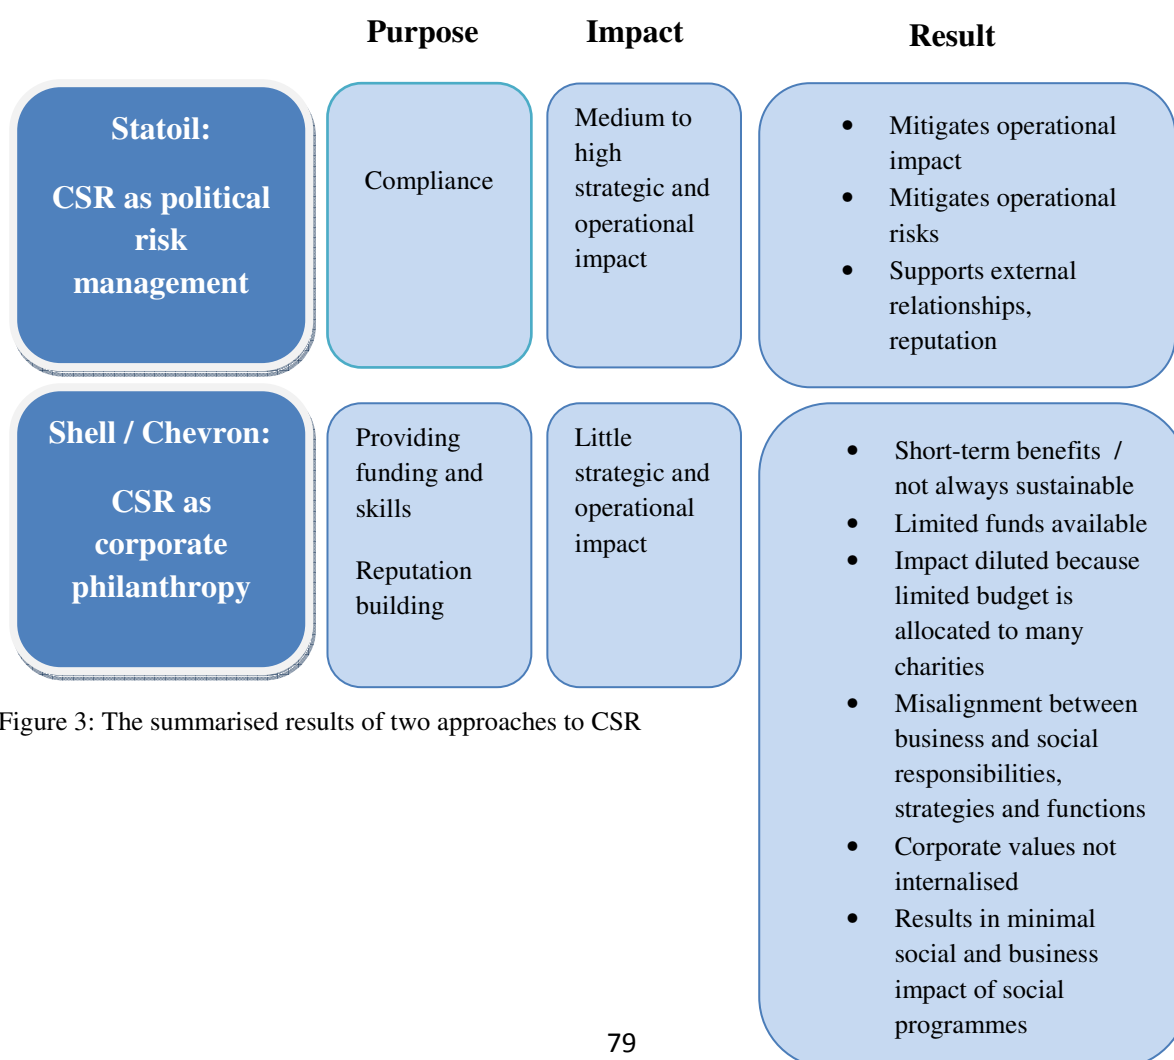 Purpose
Impact
Result
Statoil:
CSR as political
risk
management
Compliance
Medium to
high
strategic and
operational
impact
• Mitigates operational
impact
• Mitigates operational
risks
• Supports external
relationships,
reputation
Shell / Chevron:
CSR as
corporate
philanthropy
Providing
funding and
skills
Reputation
building
Little
strategic and
operational
impact
• Short-term benefits /
not always sustainable
• Limited funds available
• Impact diluted because
limited budget is
allocated to many
charities
• Misalignment between
business and social
responsibilities,
strategies and functions
• Corporate values not
internalised
• Results in minimal
social and business
impact of social
programmes
Figure 3: The summarised results of two approaches to CSR
79